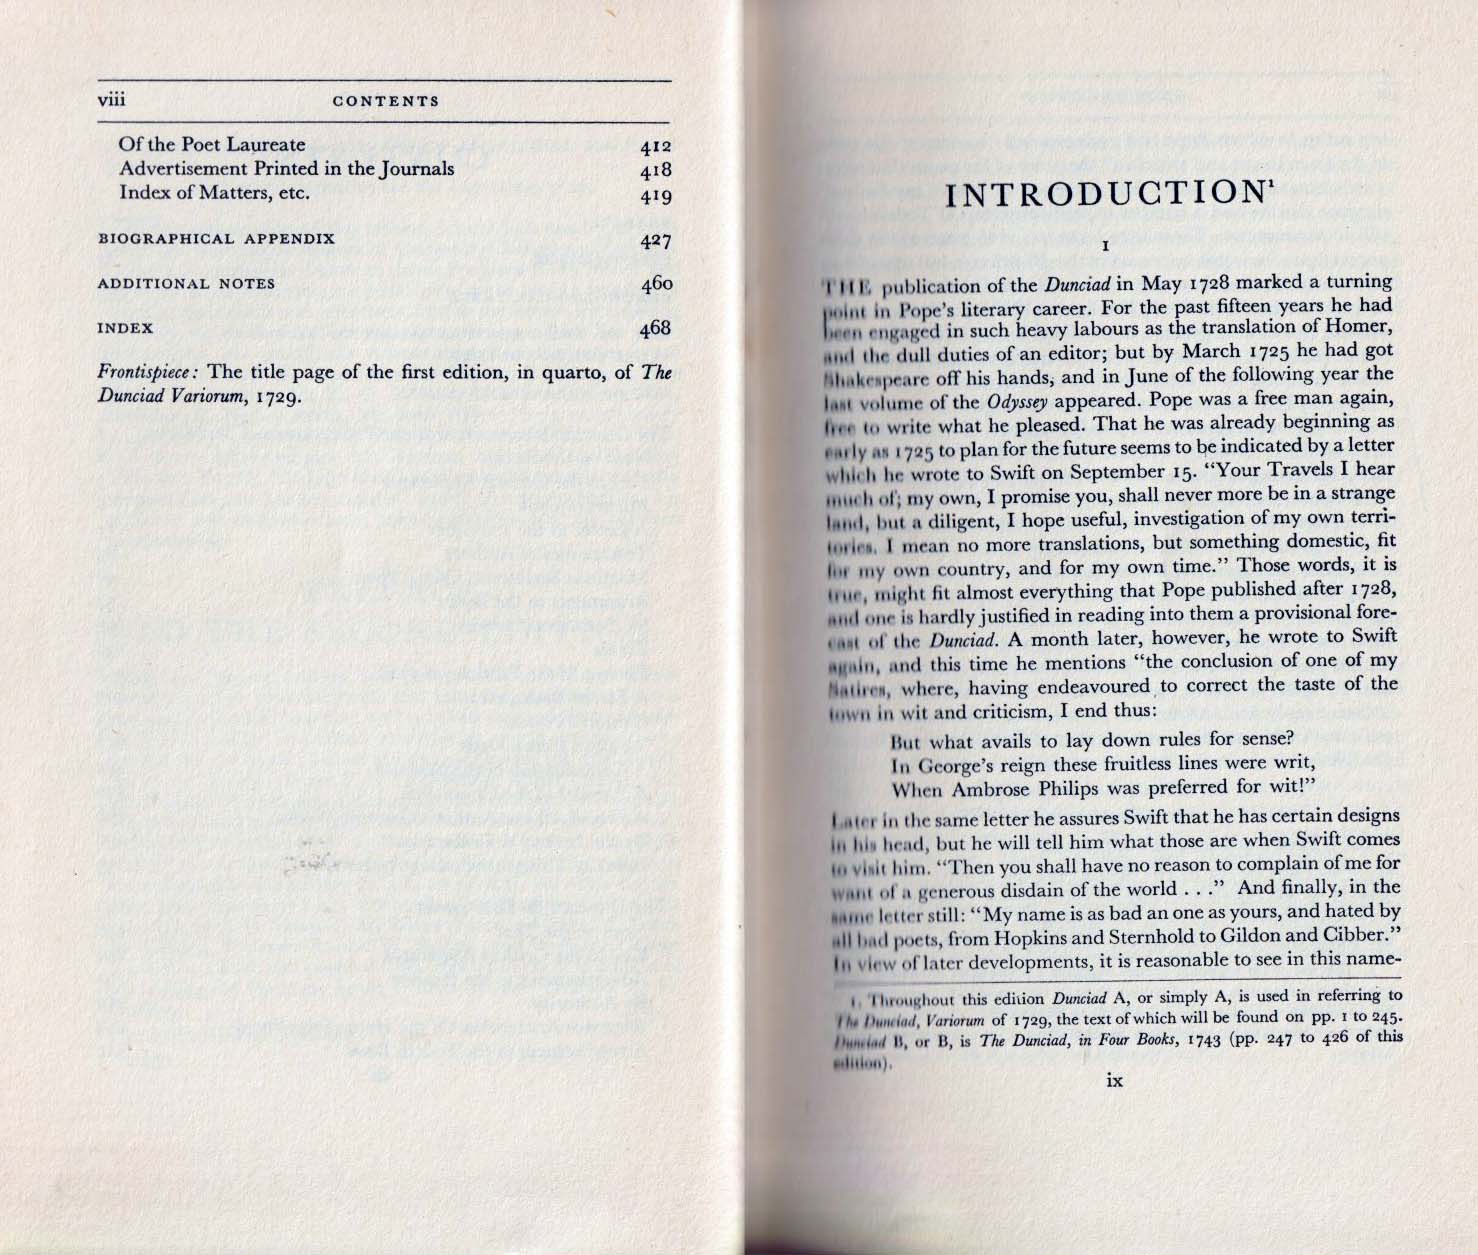 viii CONTENTS
Of the Poet Laureate 412
Advertisement Printed in the Journals 418
Index of Matters, etc. 419
BIOGRAPHICAL APPENDIX 427
ADDITIONAL NOTES 460
INDEX 468
Frontispiece: The title page of the first edition, in quarto, of The
Dunciad Variorum, 1729.
INTRODUCTION¹
I
THE publication of the Dunciad in May 1728 marked a turning
point in Pope's literary career. For the past fifteen years he had
been engaged in such heavy labours as the translation of Homer,
and the dull duties of an editor; but by March 1725 he had got
Shakespeare off his hands, and in June of the following year the
last volume of the Odyssey appeared. Pope was a free man again,
free to write what he pleased. That he was already beginning as
early as 1725 to plan for the future seems to be indicated by a letter
which he wrote to Swift on September 15. “Your Travels I hear
much of; my own, I promise you, shall never more be in a strange
land, but a diligent, I hope useful, investigation of my own terri-
tories. I mean no more translations, but something domestic, fit
for my own country, and for my own time.” Those words, it is
true, might fit almost everything that Pope published after 1728,
and one is hardly justified in reading into them a provisional fore-
cast of the Dunciad. A month later, however, he wrote to Swift
again, and this time he mentions “the conclusion of one of my
Satires, where, having endeavoured to correct the taste of the
town in wit and criticism, I end thus:
But what avails to lay down rules for sense?
In George's reign these fruitless lines were writ,
When Ambrose Philips was preferred for wit!”
Later in the same letter he assures Swift that he has certain designs
in his head, but he will tell him what those are when Swift comes
to visit him. “Then you shall have no reason to complain of me for
want of a generous disdain of the world . . .” And finally, in the
same letter still: “My name is as bad an one as yours, and hated by
all bad poets, from Hopkins and Sternhold to Gildon and Cibber.”
In view of later developments, it is reasonable to see in this name-
1. Throughout this edition Dunciad A, or simply A, is used in referring to
The Dunciad, Variorum of 1729, the text of which will be found on pp. 1 to 245.
Dunciad B, or B, is The Dunciad, in Four Books, 1743 (pp. 247 to 426 of this
edition).
ix